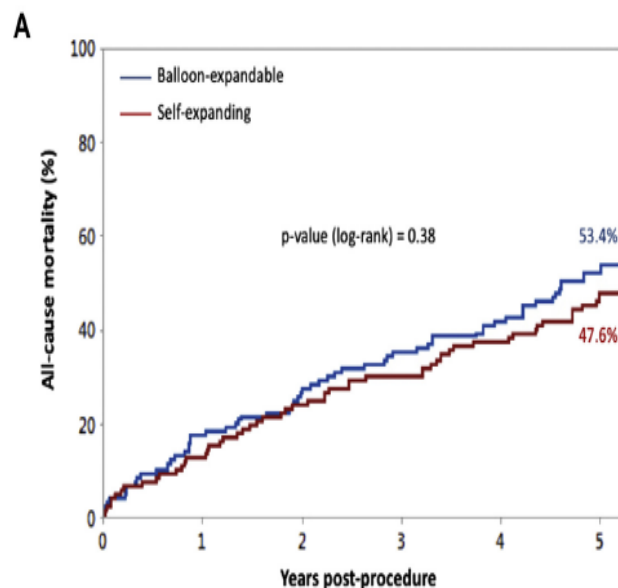 A
100
Balloon-expandable
Self-expanding
80
p-value (log-rank) = 0.38
60
53.4%
All-cause mortality (%)
40
47.6%
20
0
0 1 2 3 4 5
Years post-procedure